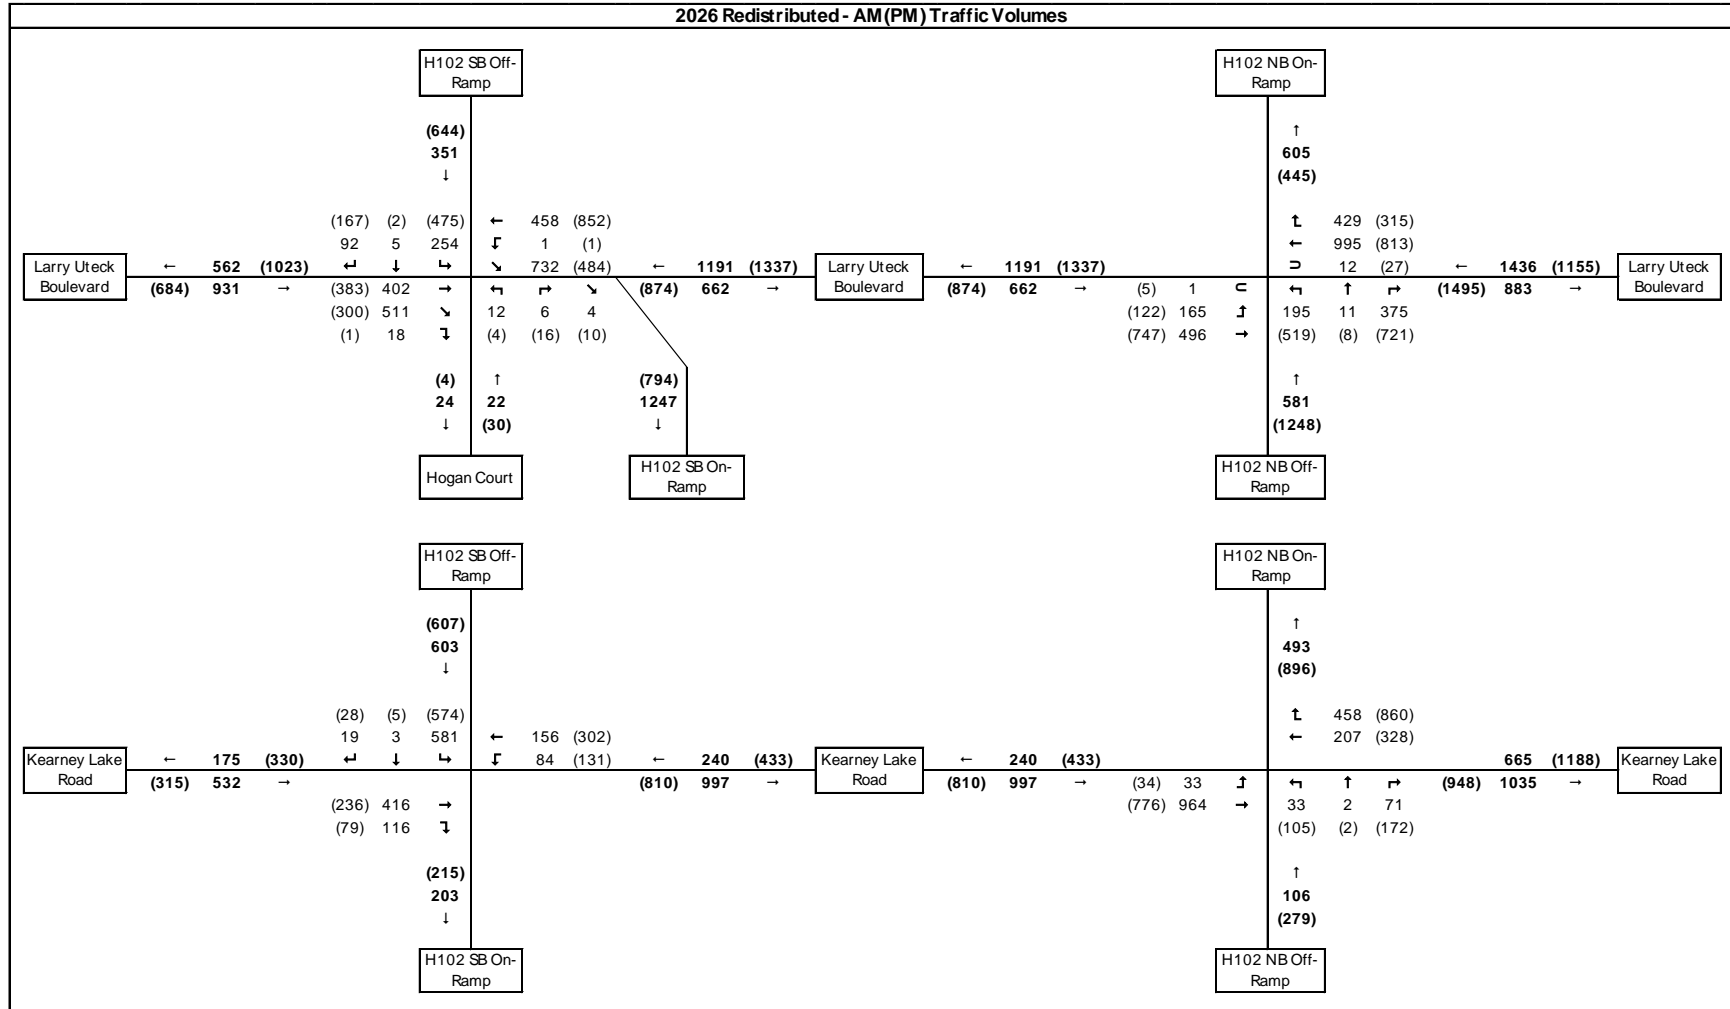 2026 Redistributed - AM (PM) Traffic Volumes
H102 SB Off-
Ramp
H102 NB On-
Ramp
(644)
351
↓
↑
605
(445)
(167) (2) (475) ← 458 (852)
92 5 254 ↲ 1 (1)
Larry Uteck
Boulevard
← 562 (1023) ↵ ↓ ↳ ↘ 732 (484) ← 1191 (1337)
(684) 931 → (383) 402 → ↰ ↱ ↘ (874) 662 →
(300) 511 ↘ 12 6 4
(1) 18 ↴ (4) (16) (10)
Larry Uteck
Boulevard
↑ 429 (315)
← 995 (813)
← 1191 (1337) ⊃ 12 (27) ← 1436 (1155)
(874) 662 → (5) 1 ⊂ ↰ ↑ ↱ (1495) 883 →
(122) 165 ↥ 195 11 375
(747) 496 → (519) (8) (721)
Larry Uteck
Boulevard
(4) ↑
24 22
↓ (30)
(794)
1247
↓
↑
581
(1248)
Hogan Court
H102 SB On-
Ramp
H102 NB Off-
Ramp
H102 SB Off-
Ramp
H102 NB On-
Ramp
(607)
603
↓
↑
493
(896)
(28) (5) (574)
19 3 581 ← 156 (302)
Kearney Lake
Road
← 175 (330) ↵ ↓ ↳ ↲ 84 (131) ← 240 (433)
(315) 532 → (810) 997 →
(236) 416 →
(79) 116 ↴
Kearney Lake
Road
↑ 458 (860)
← 207 (328)
← 240 (433) 665 (1188)
(810) 997 → (34) 33 ↥ ↰ ↑ ↱ (948) 1035 →
(776) 964 → 33 2 71
(105) (2) (172)
Kearney Lake
Road
(215)
203
↓
↑
106
(279)
H102 SB On-
Ramp
H102 NB Off-
Ramp